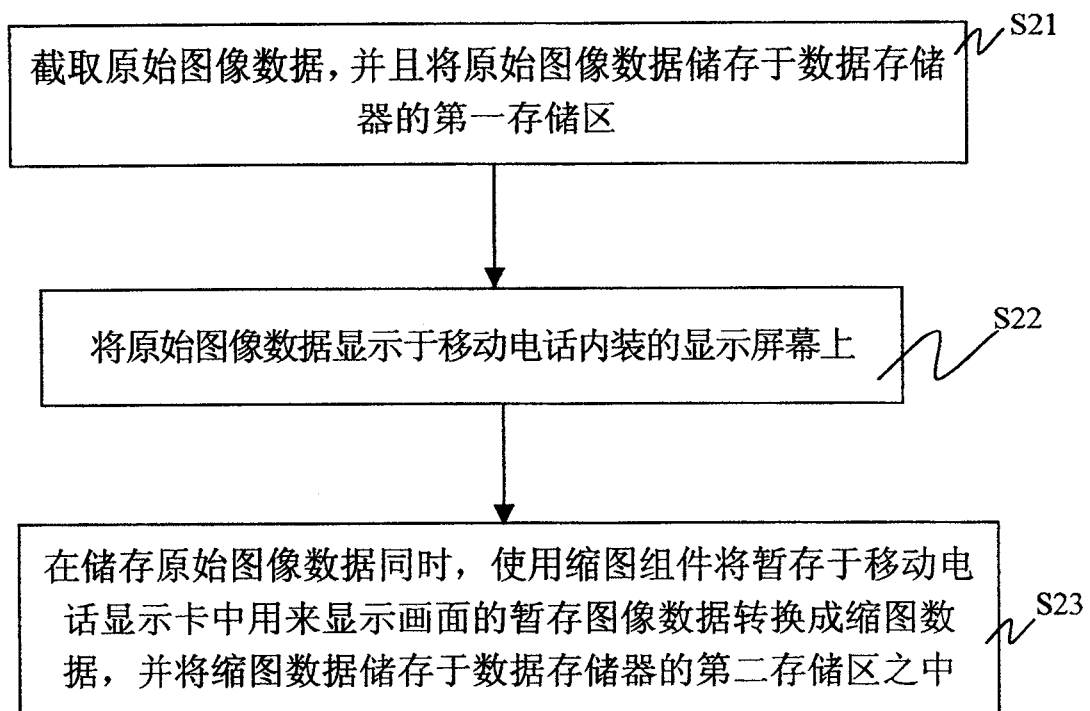 S21
截取原始图像数据，并且将原始图像数据储存于数据存储
器的第一存储区
S22
将原始图像数据显示于移动电话内装的显示屏幕上
在储存原始图像数据同时，使用缩图组件将暂存于移动电
话显示卡中用来显示画面的暂存图像数据转换成缩图数
据，并将缩图数据储存于数据存储器的第二存储区之中
S23